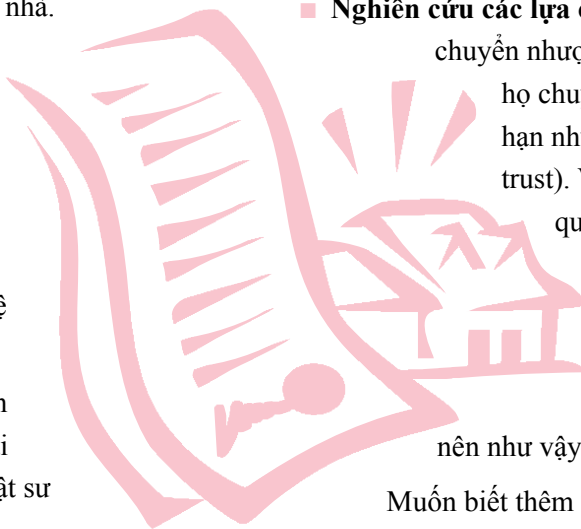 nhà.
ệ
n
i
ật sư
Nghiên cứu các lựa c
chuyển nhượ
họ chu
hạn nh
trust). V
qu
nên như vậy
Muốn biết thêm